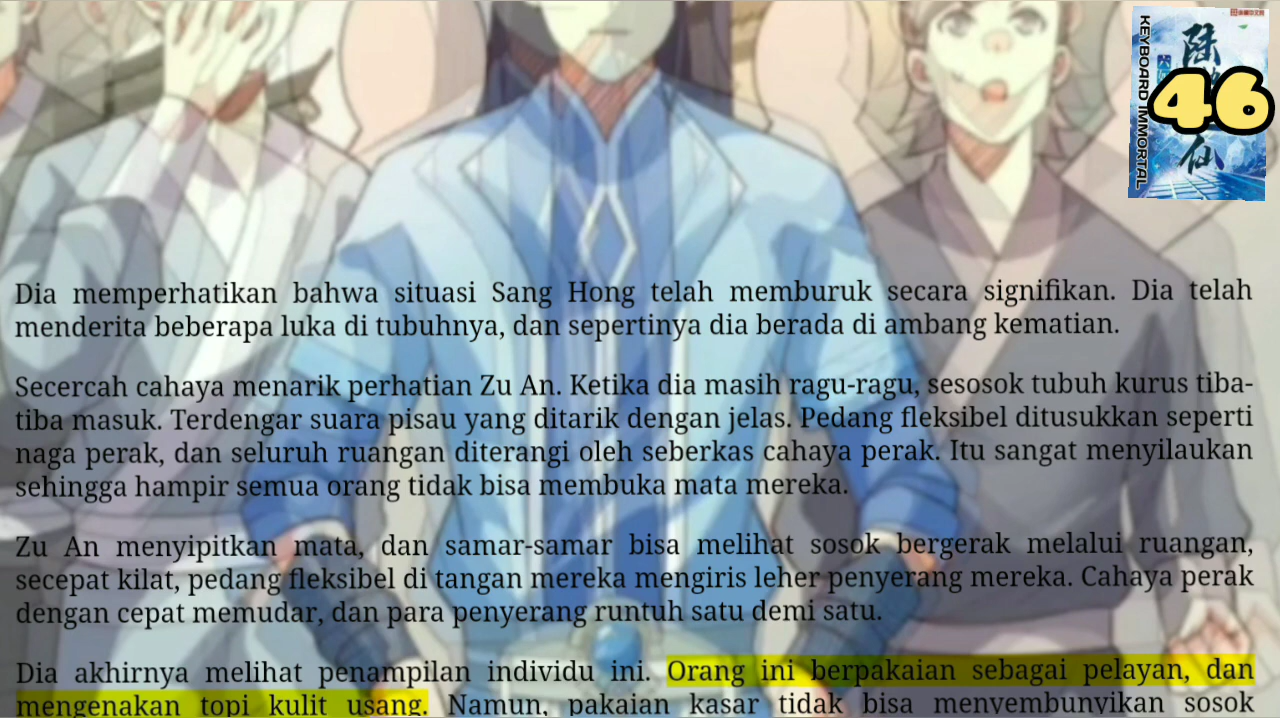 KEYBOARD IMMORTAL
46
仙
Dia memperhatikan bahwa situasi Sang Hong telah memburuk secara signifikan. Dia telah
menderita beberapa luka di tubuhnya, dan sepertinya dia berada di ambang kematian.
Secercah cahaya menarik perhatian Zu An. Ketika dia masih ragu-ragu, sesosok tubuh kurus tiba-
tiba masuk. Terdengar suara pisau yang ditarik dengan jelas. Pedang fleksibel ditusukkan seperti
naga perak, dan seluruh ruangan diterangi oleh seberkas cahaya perak. Itu sangat menyilaukan
sehingga hampir semua orang tidak bisa membuka mata mereka.
Zu An menyipitkan mata, dan samar-samar bisa melihat sosok bergerak melalui ruangan,
secepat kilat, pedang fleksibel di tangan mereka mengiris leher penyerang mereka. Cahaya perak
dengan cepat memudar, dan para penyerang runtuh satu demi satu.
Dia akhirnya melihat penampilan individu ini. Orang ini berpakaian sebagai pelayan, dan
mengenakan topi kulit usang. Namun, pakaian kasar tidak bisa menyembunyikan sosok